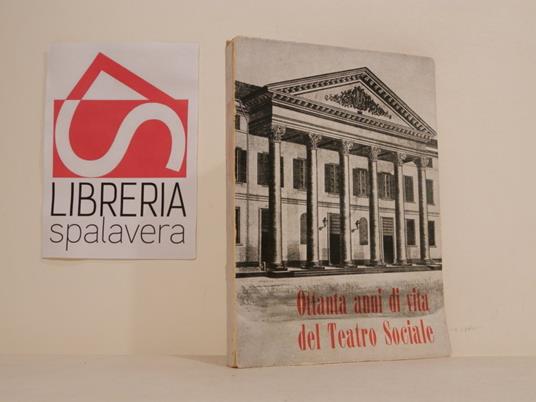 LIBRERIA
spalavera
Ottanta anni di vita
del Teatro Sociale